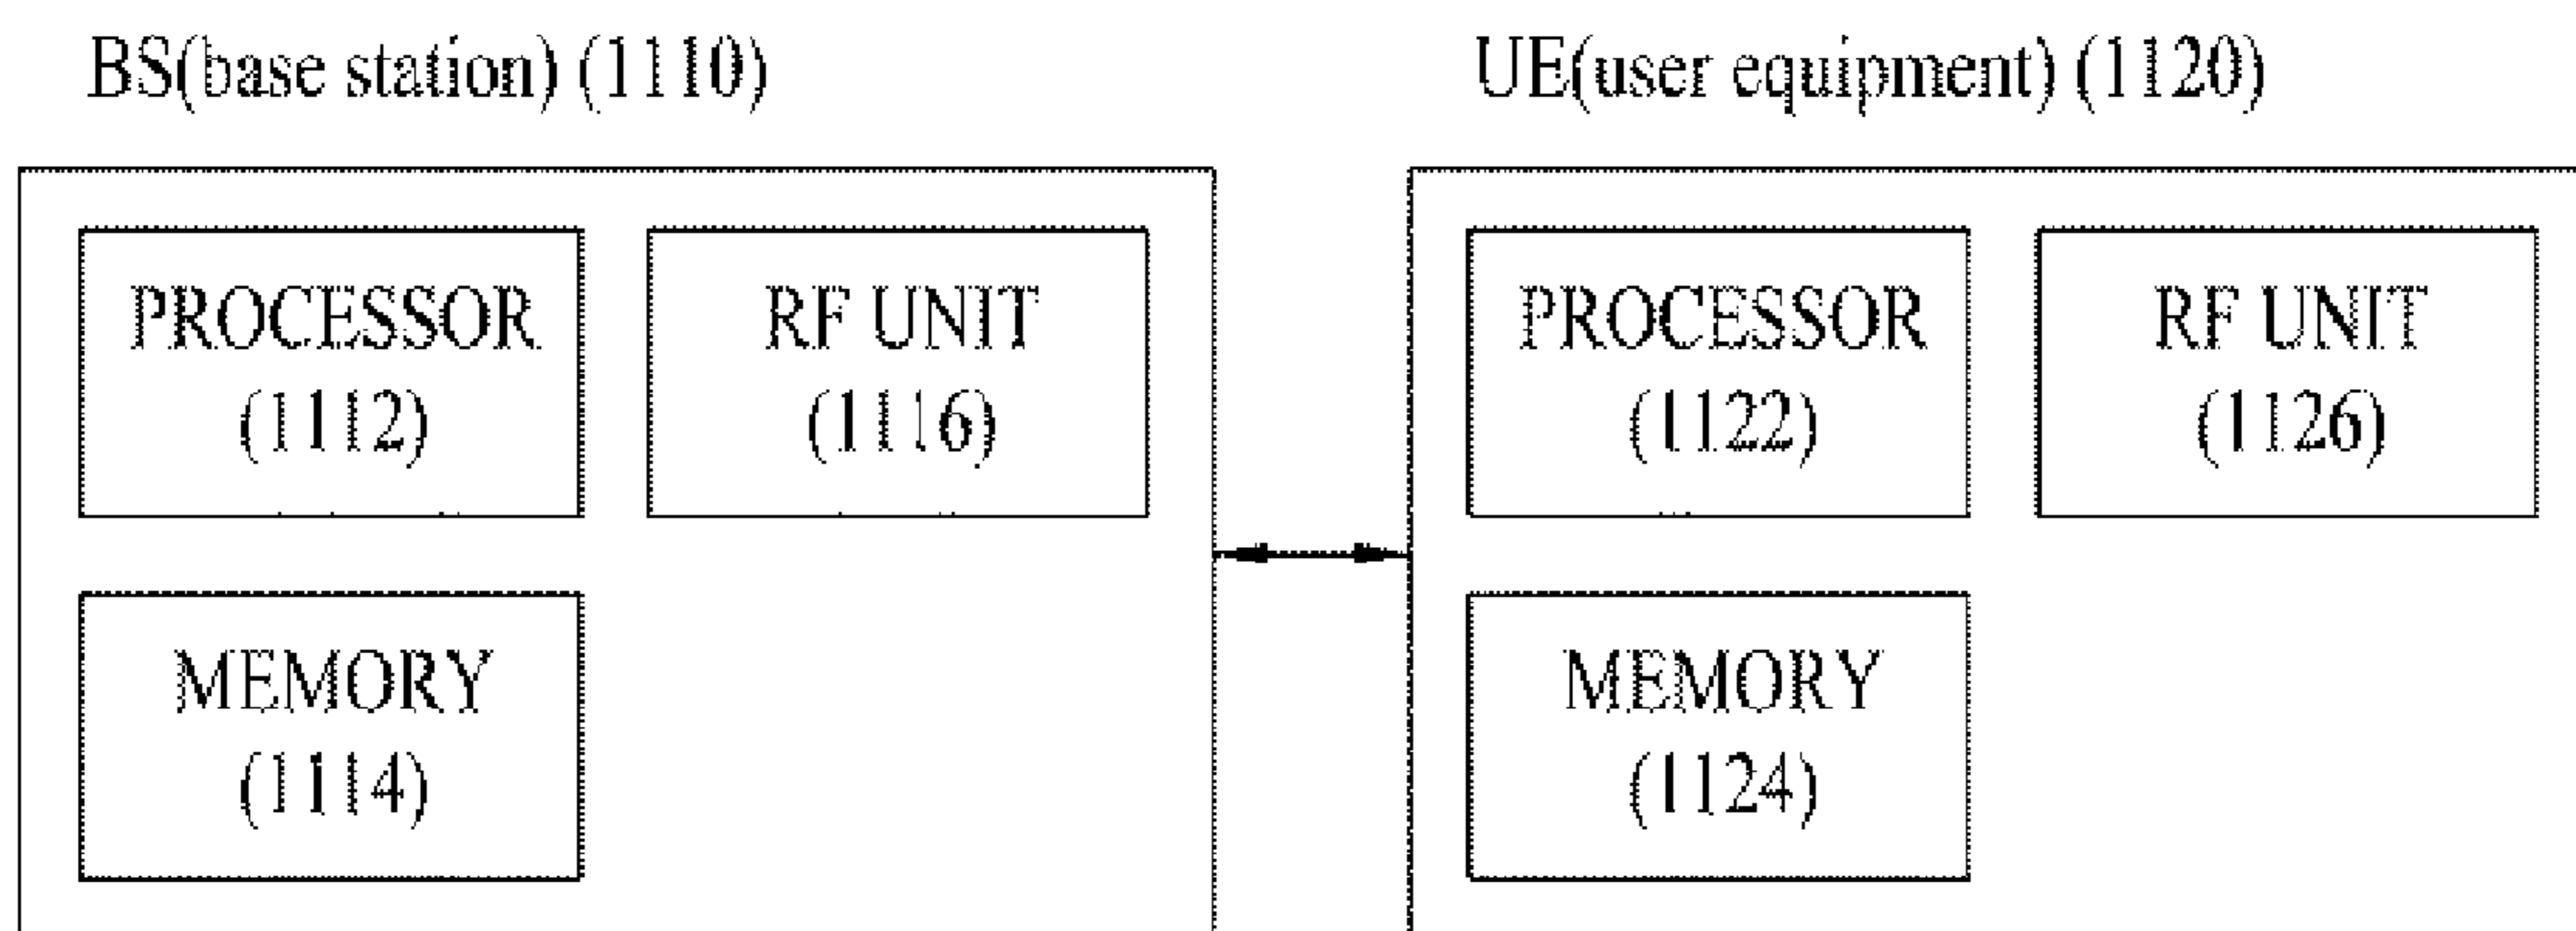 BS(base station) (1110)
PROCESSOR
(1112)
RF UNIT
(1116)
MEMORY
(1114)
UE(user equipment) (1120)
PROCESSOR
(1122)
RF UNIT
(1126)
MEMORY
(1124)